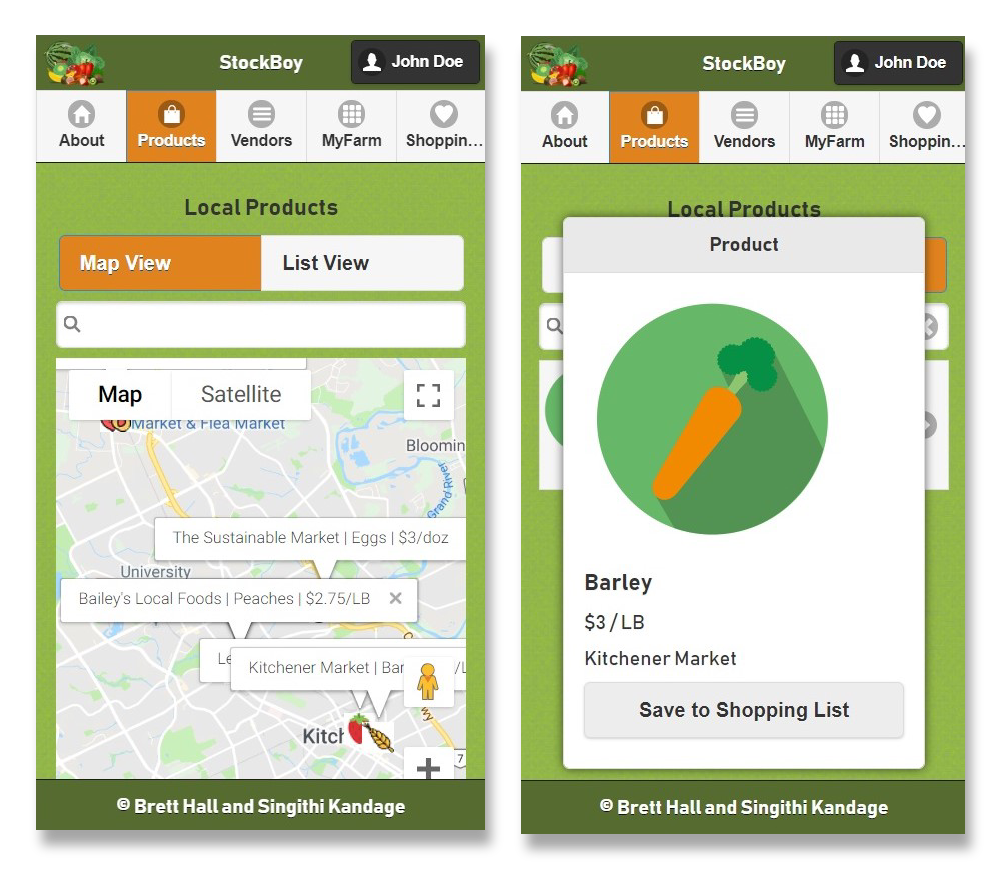 StockBoy
John Doe
About
Products
Vendors
MyFarm
Shoppin...
Local Products
Map View
List View
Map
Satellite
Market & Flea Market
Bloomin
Grand River
The Sustainable Market | Eggs | $3/doz
University
Bailey's Local Foods | Peaches | $2.75/LB
Le
Kitchener Market | Bar
/L
wy
Kitch
7
© Brett Hall and Singithi Kandage
StockBoy
John Doe
About
Products
Vendors
MyFarm
Shoppin...
Local Products
Product
Barley
$3 / LB
Kitchener Market
Save to Shopping List
© Brett Hall and Singithi Kandage